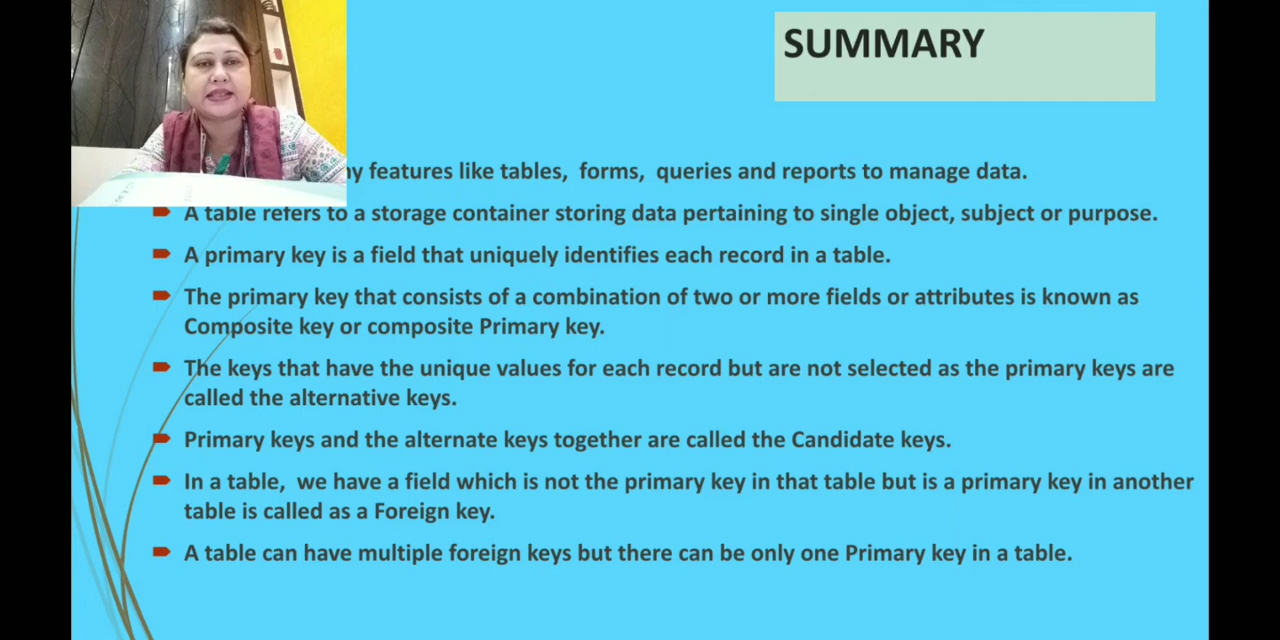 SUMMARY
features like tables, forms, queries and reports to manage data.
A table refers to a storage container storing data pertaining to single object, subject or purpose.
A primary key is a field that uniquely identifies each record in a table.
The primary key that consists of a combination of two or more fields or attributes is known as
Composite key or composite Primary key.
The keys that have the unique values for each record but are not selected as the primary keys are
called the alternative keys.
Primary keys and the alternate keys together are called the Candidate keys.
In a table, we have a field which is not the primary key in that table but is a primary key in another
table is called as a Foreign key.
A table can have multiple foreign keys but there can be only one Primary key in a table.